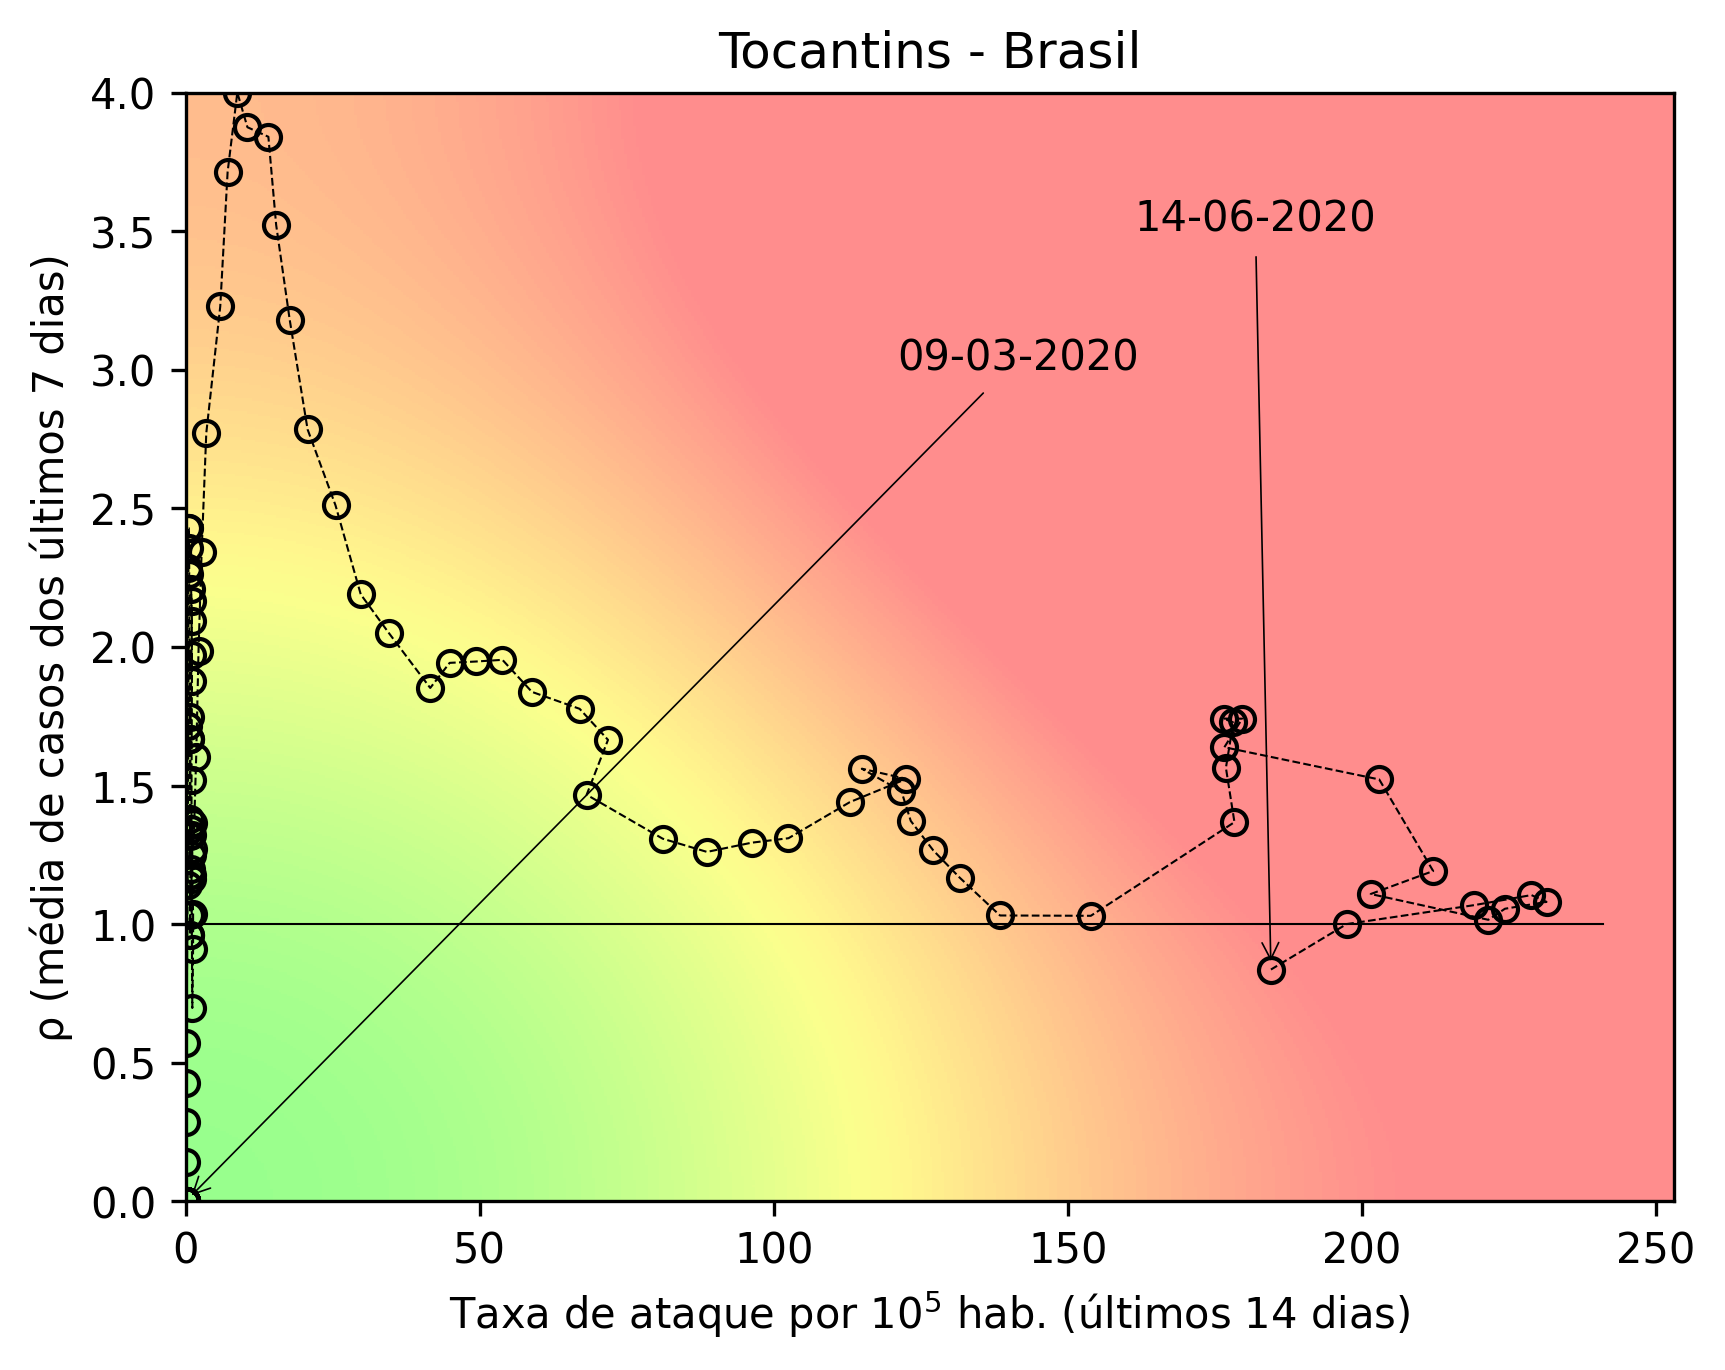 Tocantins - Brasil
4.0
3.5
3.0
2.5
2.0
1.5
1.0
0.5
0.0
ρ (média de casos dos últimos 7 dias)
14-06-2020
09-03-2020
0 50 100 150 200 250
Taxa de ataque por 10⁵ hab. (últimos 14 dias)